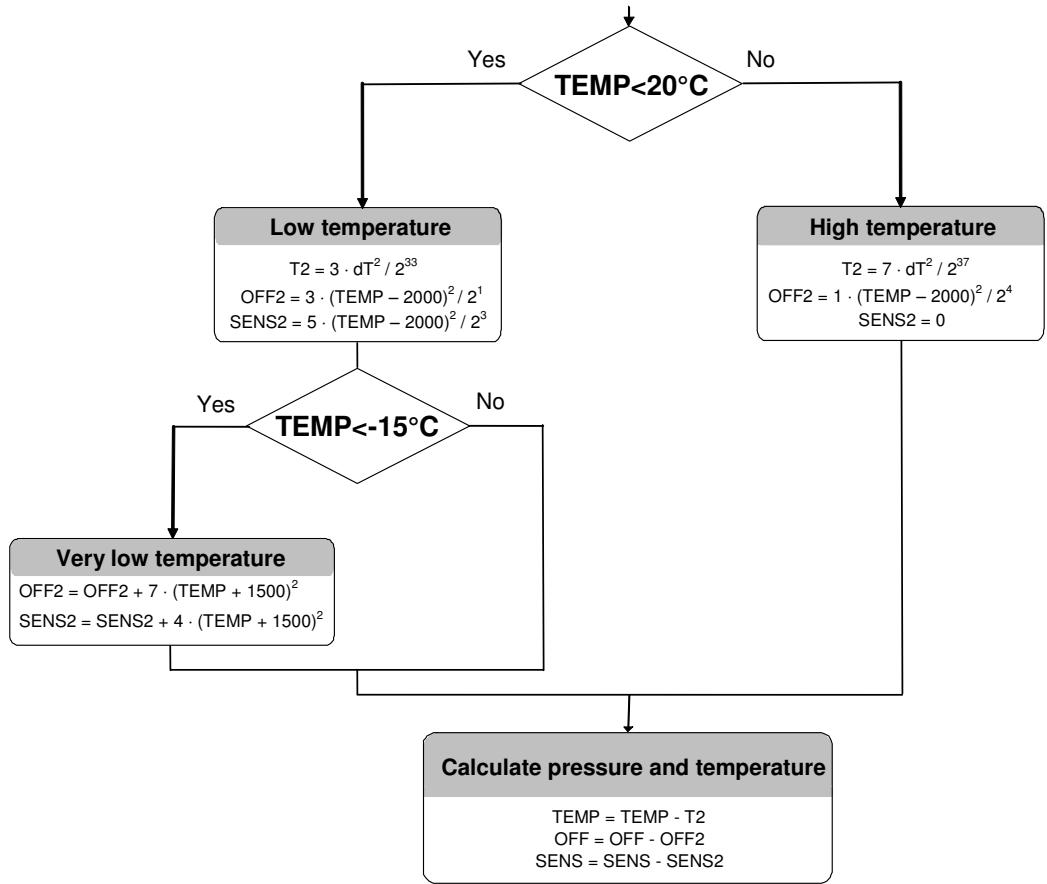 Yes
No
TEMP<20°C
Low temperature
T2 = 3 · dT² / 2³³
OFF2 = 3 · (TEMP – 2000)² / 2¹
SENS2 = 5 · (TEMP – 2000)² / 2³
High temperature
T2 = 7 · dT² / 2³⁷
OFF2 = 1 · (TEMP – 2000)² / 2⁴
SENS2 = 0
Yes
No
TEMP<-15°C
Very low temperature
OFF2 = OFF2 + 7 · (TEMP + 1500)²
SENS2 = SENS2 + 4 · (TEMP + 1500)²
Calculate pressure and temperature
TEMP = TEMP - T2
OFF = OFF - OFF2
SENS = SENS - SENS2